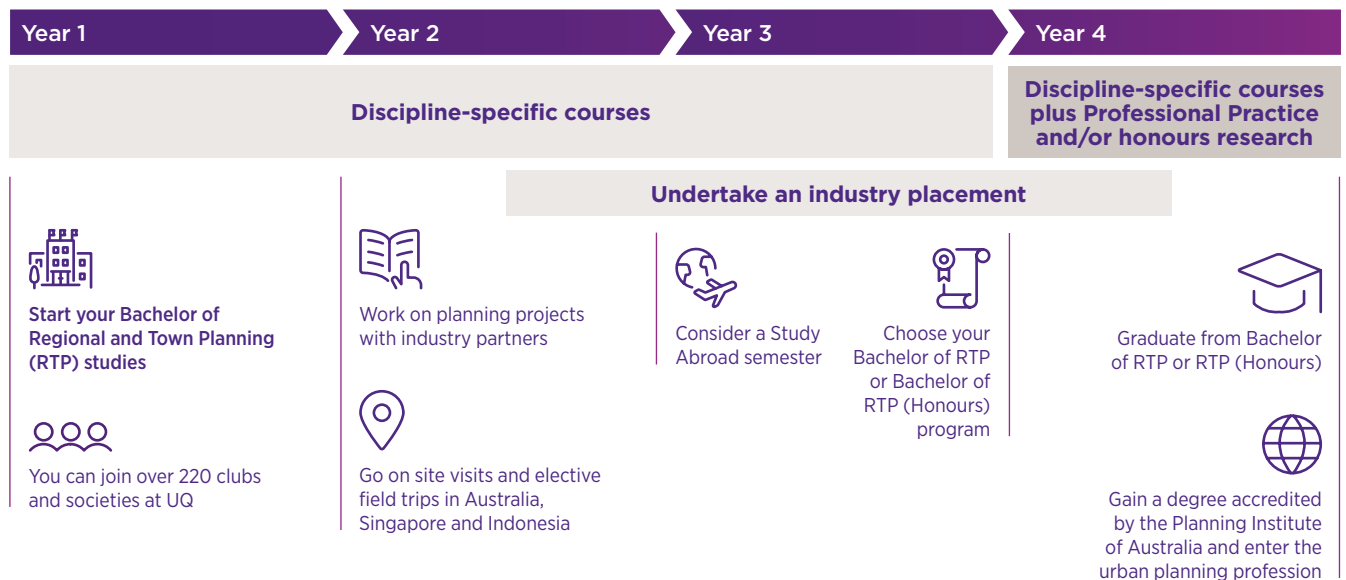 Year 1
Year 2
Year 3
Year 4
Discipline-specific courses
Discipline-specific courses
plus Professional Practice
and/or honours research
Undertake an industry placement
Start your Bachelor of
Regional and Town Planning
(RTP) studies
You can join over 220 clubs
and societies at UQ
Work on planning projects
with industry partners
Go on site visits and elective
field trips in Australia,
Singapore and Indonesia
Consider a Study
Abroad semester
Choose your
Bachelor of RTP
or Bachelor of
RTP (Honours)
program
Graduate from Bachelor
of RTP or RTP (Honours)
Gain a degree accredited
by the Planning Institute
of Australia and enter the
urban planning profession